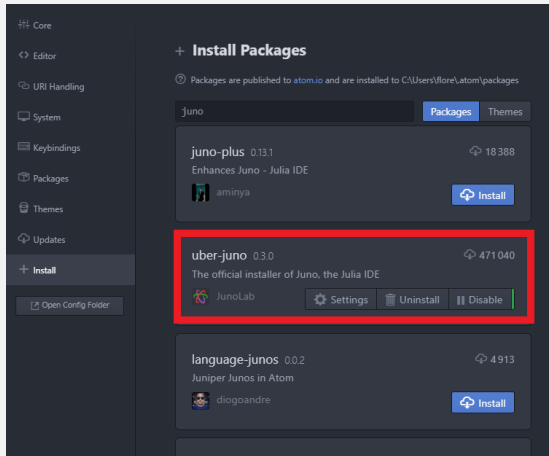 Core
Editor
URI Handling
System
Keybindings
Packages
Themes
Updates
+ Install
Open Config Folder
+ Install Packages
Packages are published to atom.io and are installed to C:\Users\flore\.atom\packages
juno
Packages Themes
juno-plus 0.13.1 18 388
Enhances Juno - Julia IDE
aminya Install
uber-juno 0.3.0 471 040
The official installer of Juno, the Julia IDE
JunoLab Settings Uninstall Disable
language-junos 0.0.2 4 913
Juniper Junos in Atom
diogoandre Install